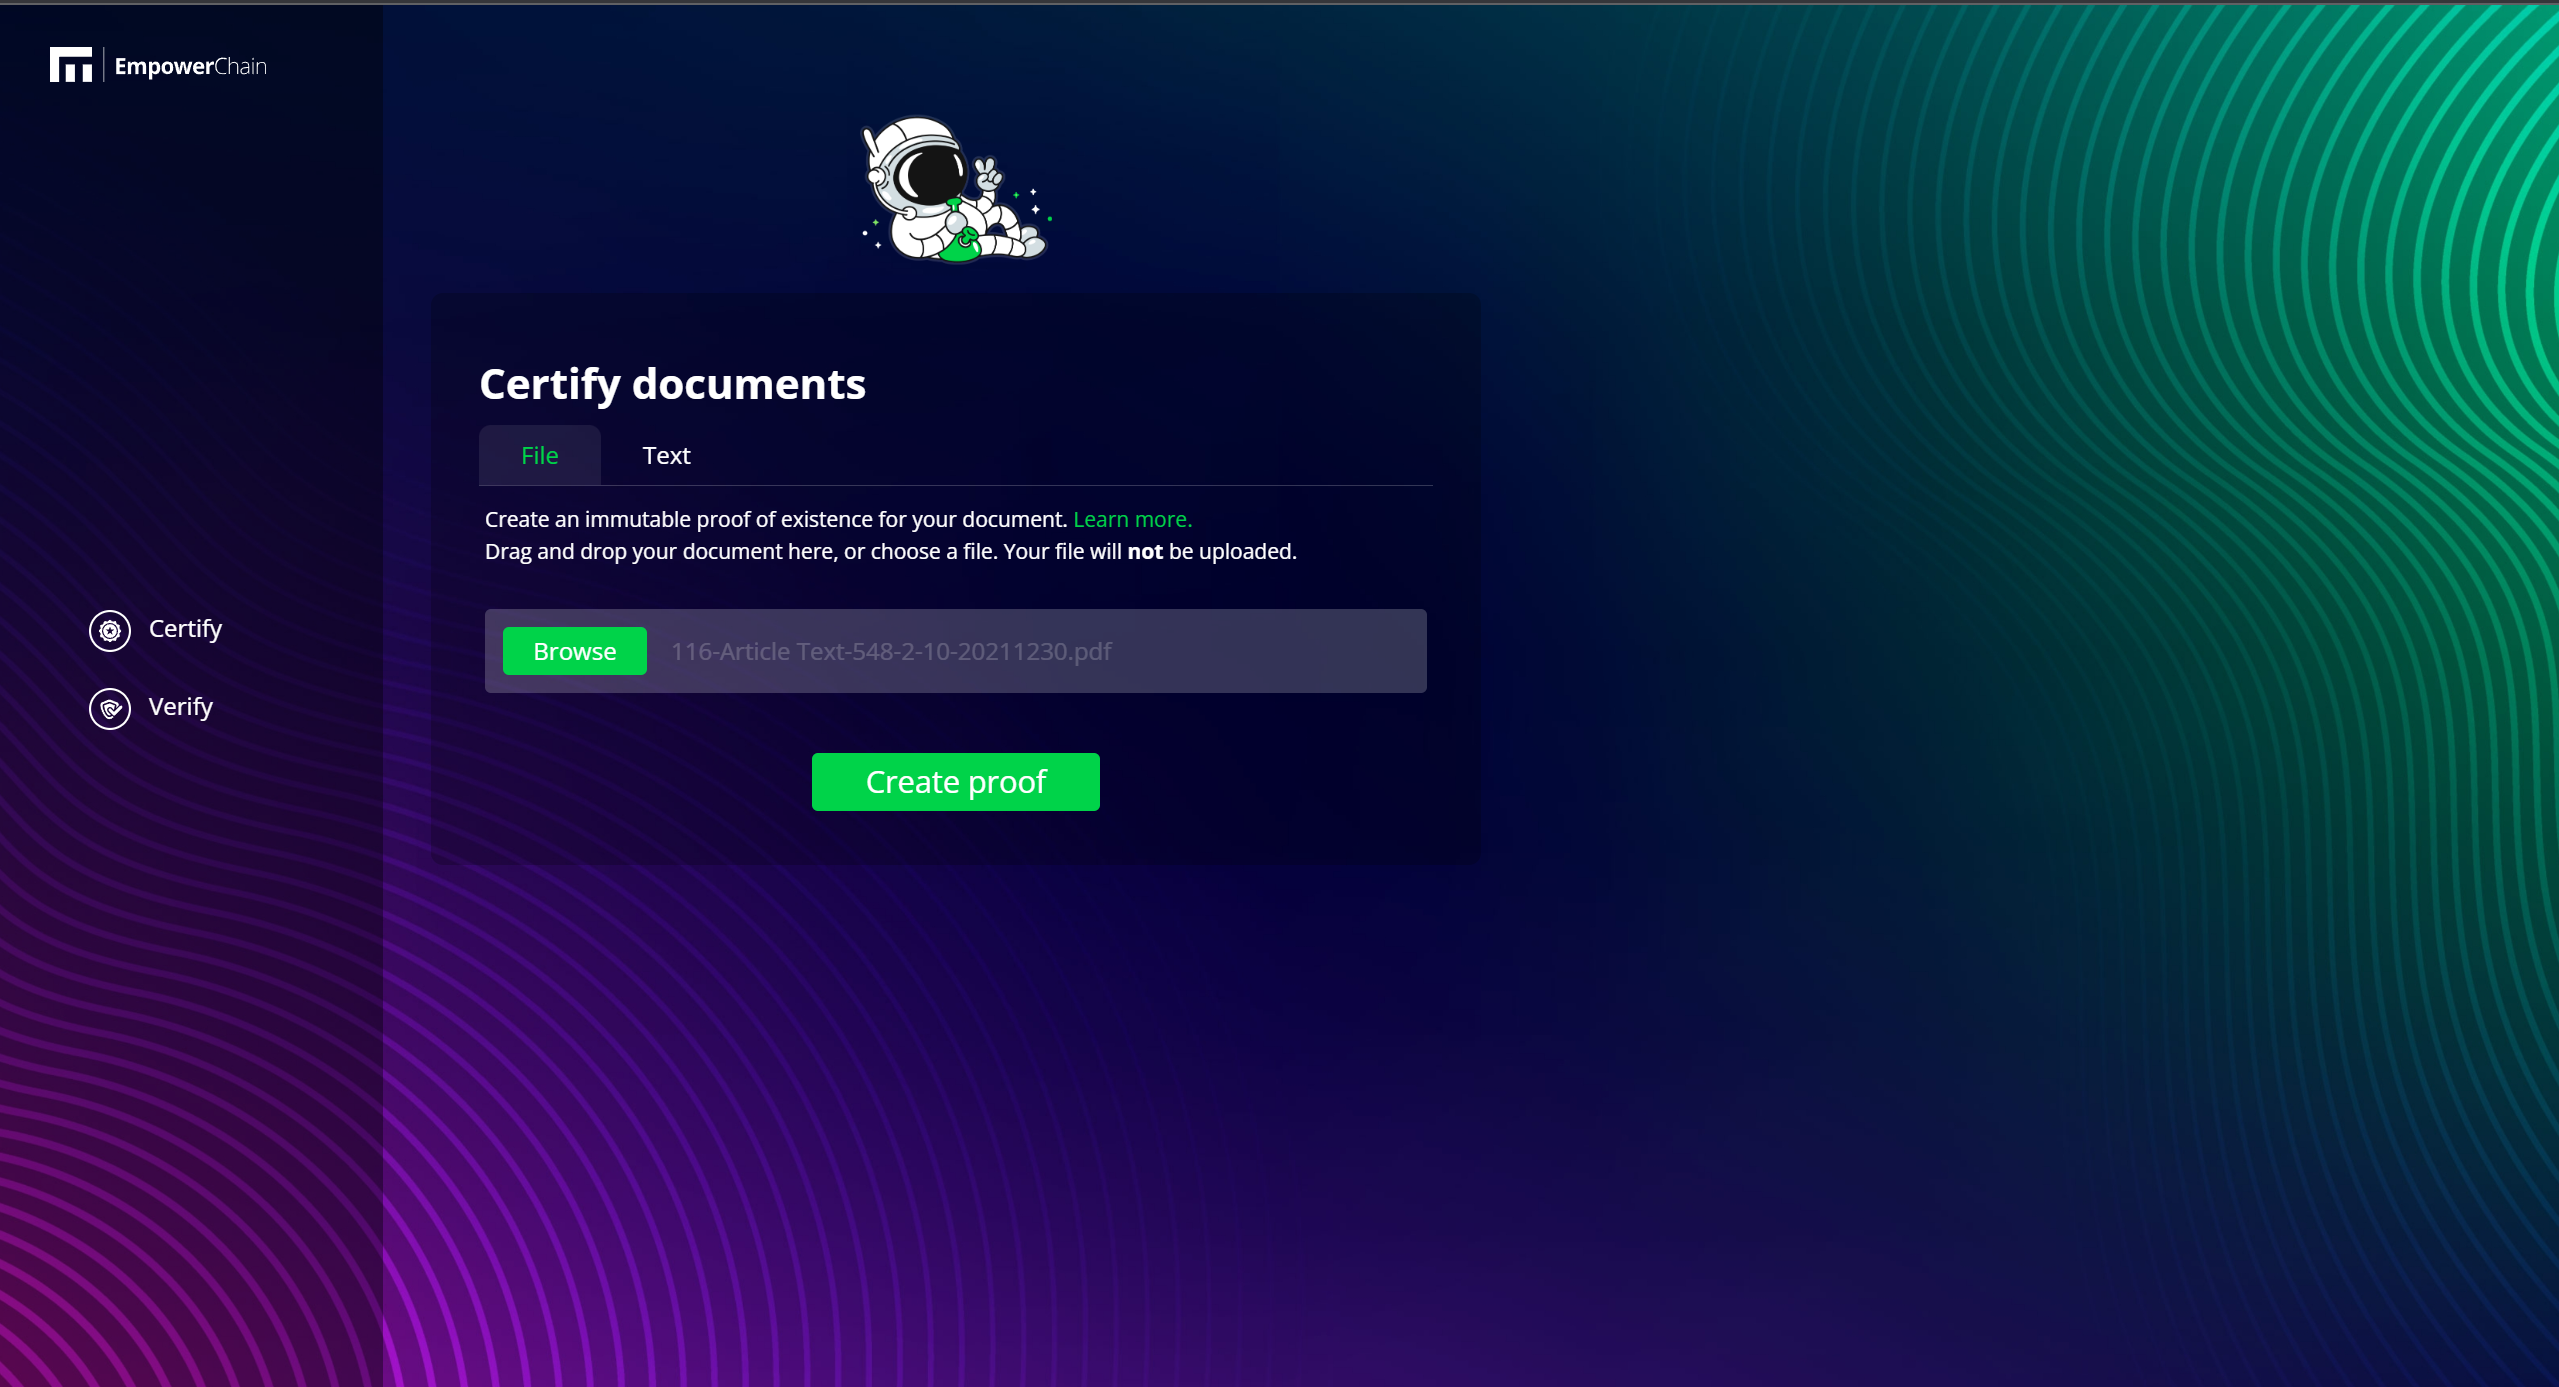 EmpowerChain
Certify documents
File
Text
Create an immutable proof of existence for your document. Learn more.
Drag and drop your document here, or choose a file. Your file will not be uploaded.
Certify
Browse
116-Article Text-548-2-10-20211230.pdf
Verify
Create proof